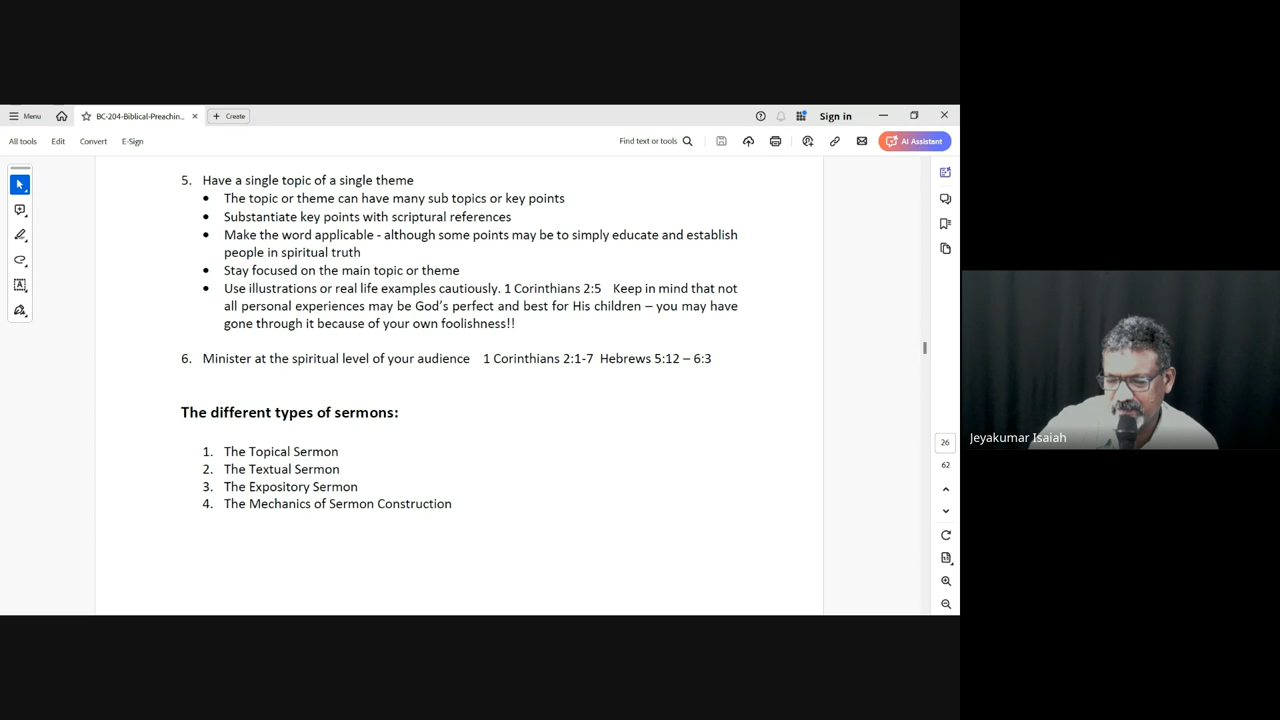 Menu
BC-204-Biblical-Preachin...
Create
Sign in
All tools
Edit
Convert
E-Sign
Find text or tools
AI Assistant
5. Have a single topic of a single theme
• The topic or theme can have many sub topics or key points
• Substantiate key points with scriptural references
• Make the word applicable - although some points may be to simply educate and establish
people in spiritual truth
• Stay focused on the main topic or theme
• Use illustrations or real life examples cautiously. 1 Corinthians 2:5 Keep in mind that not
all personal experiences may be God's perfect and best for His children – you may have
gone through it because of your own foolishness!!
6. Minister at the spiritual level of your audience 1 Corinthians 2:1-7 Hebrews 5:12 – 6:3
The different types of sermons:
1. The Topical Sermon
2. The Textual Sermon
3. The Expository Sermon
4. The Mechanics of Sermon Construction
26
62
Jeyakumar Isaiah